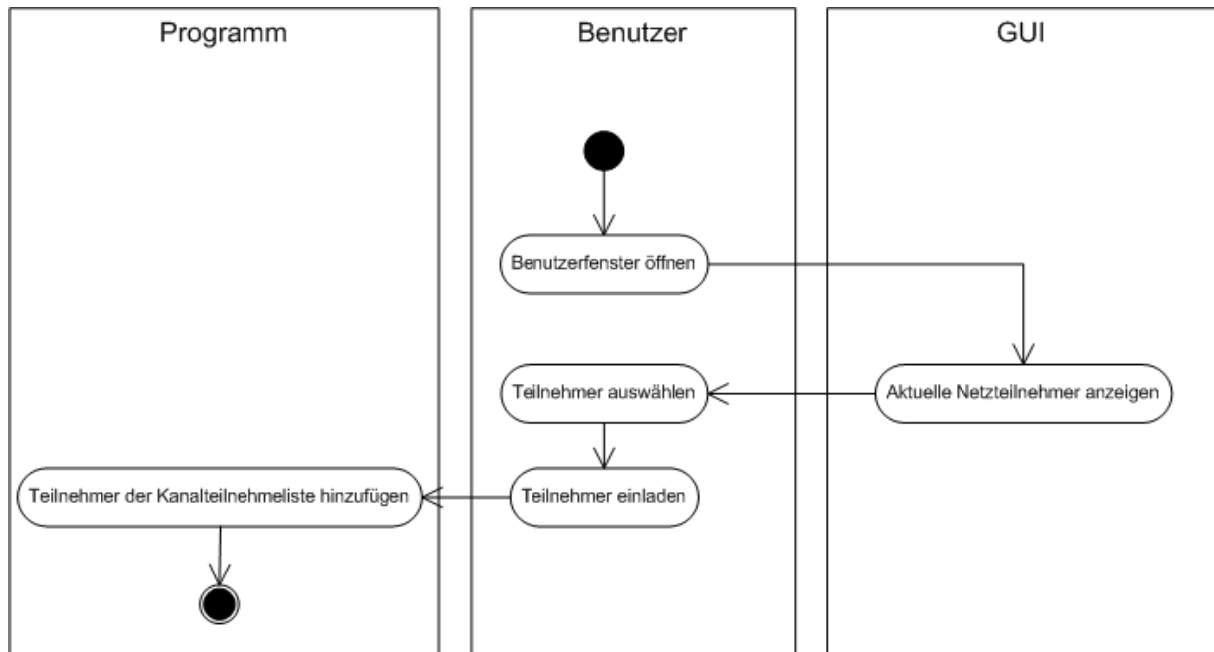 Programm
Benutzer
GUI
Benutzerfenster öffnen
Teilnehmer auswählen
Aktuelle Netzteilnehmer anzeigen
Teilnehmer der Kanalteilnehmeliste hinzufügen
Teilnehmer einladen